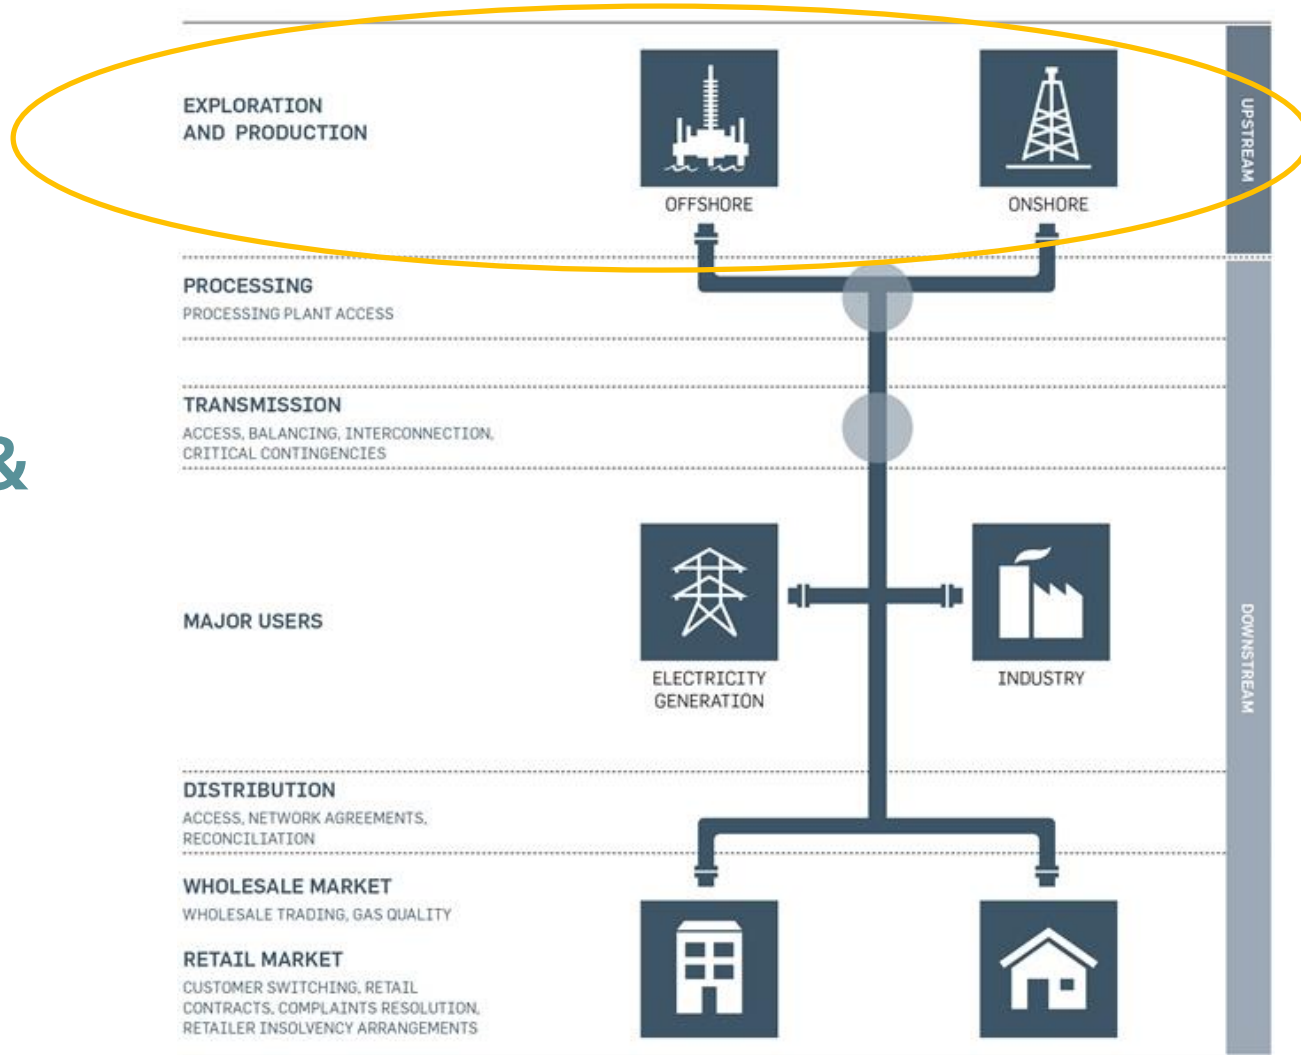 EXPLORATION
AND PRODUCTION
OFFSHORE
ONSHORE
UPSTREAM
PROCESSING
PROCESSING PLANT ACCESS
TRANSMISSION
ACCESS, BALANCING, INTERCONNECTION,
CRITICAL CONTINGENCIES
&
MAJOR USERS
ELECTRICITY
GENERATION
INDUSTRY
DOWNSTREAM
DISTRIBUTION
ACCESS, NETWORK AGREEMENTS,
RECONCILIATION
WHOLESALE MARKET
WHOLESALE TRADING, GAS QUALITY
RETAIL MARKET
CUSTOMER SWITCHING, RETAIL
CONTRACTS, COMPLAINTS RESOLUTION,
RETAILER INSOLVENCY ARRANGEMENTS